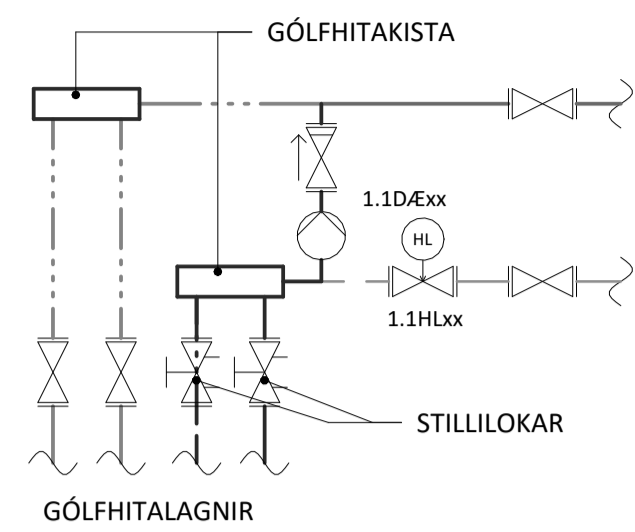 GÓLFHITAKISTA
1.1DÆxx
HL
1.1HLxx
STILLILOKAR
GÓLFHITALAGNIR